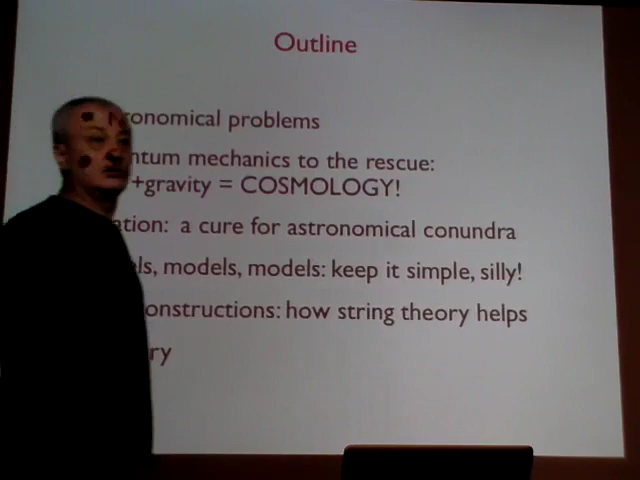 Outline
ronomical problems
ntum mechanics to the rescue:
+gravity = COSMOLOGY!
ation: a cure for astronomical conundra
ls, models, models: keep it simple, silly!
onstructions: how string theory helps
ry